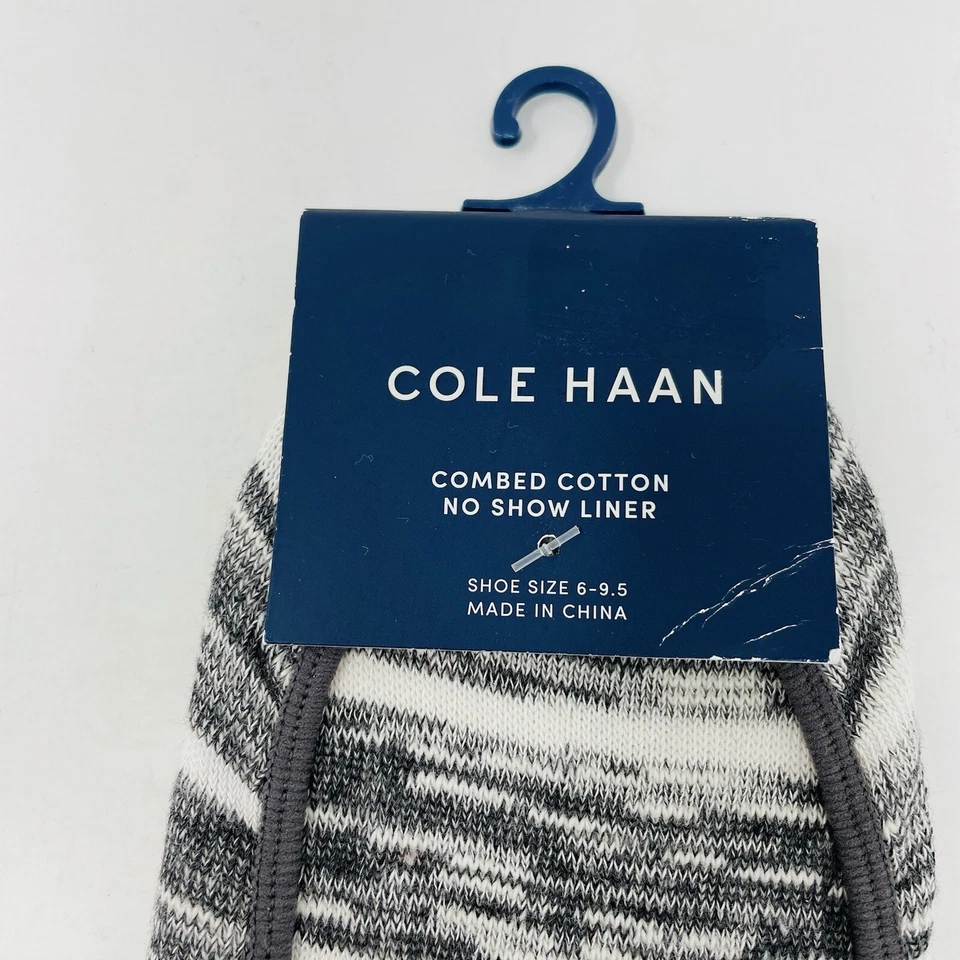 COLE HAAN
COMBED COTTON
NO SHOW LINER
SHOE SIZE 6-9.5
MADE IN CHINA